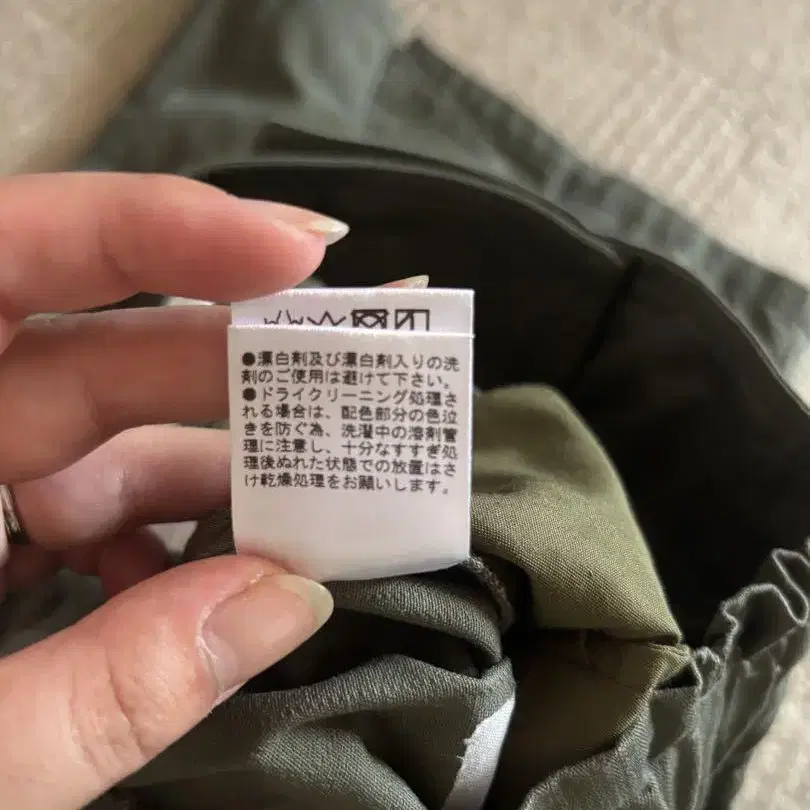 ●漂白剤及び漂白剤入りの洗
剤のご使用は避けて下さい。
●ドライクリーニング処理さ
れる場合は、配色部分の色泣
きを防ぐ為、洗濯中の溶剤管
理に注意し、十分なすすぎ処
理後ぬれた状態での放置はさ
け乾燥処理をお願いします。